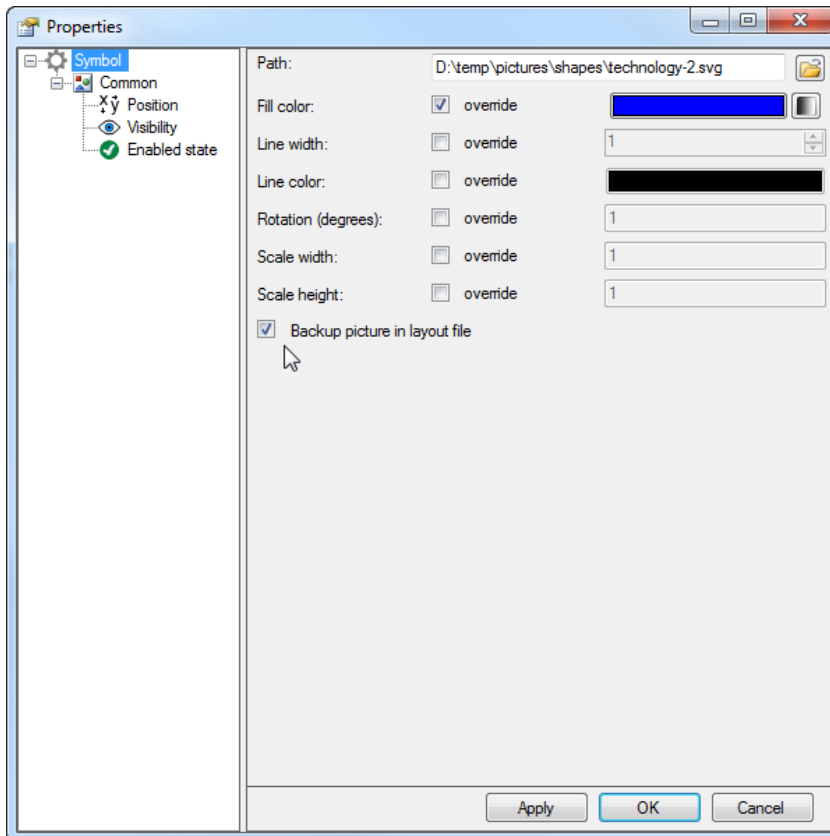 Properties
Symbol
Common
Position
Visibility
Enabled state
Path: D:\temp\pictures\shapes\technology-2.svg
Fill color: override
Line width: override 1
Line color: override
Rotation (degrees): override 1
Scale width: override 1
Scale height: override 1
Backup picture in layout file
Apply OK Cancel